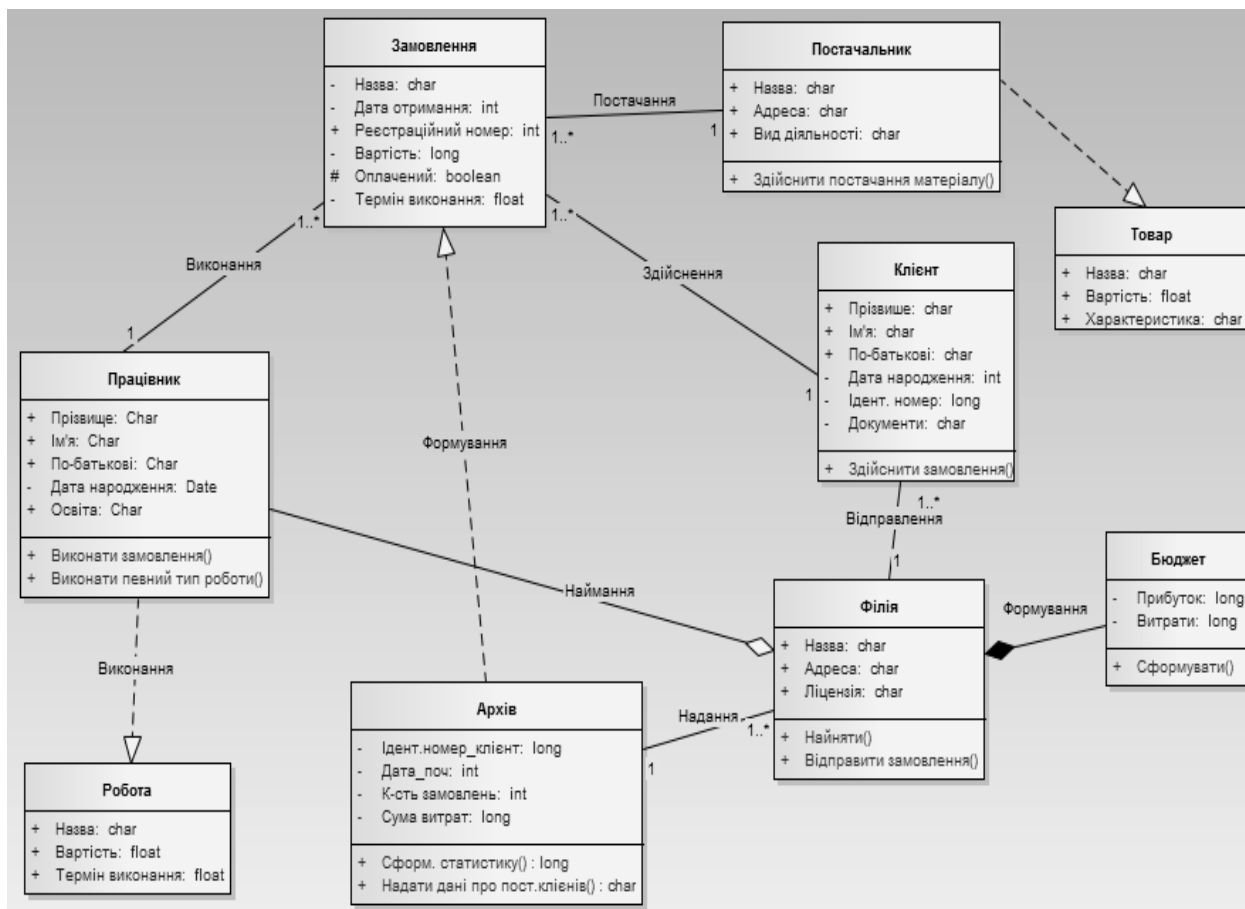 Замовлення
- Назва: char
- Дата отримання: int
+ Реєстраційний номер: int
- Вартість: long
# Оплачений: boolean
- Термін виконання: float
Постачання
1..*
1
Постачальник
+ Назва: char
+ Адреса: char
+ Вид діяльності: char
+ Здійснити постачання матеріалу()
Товар
+ Назва: char
+ Вартість: float
+ Характеристика: char
1..*
Виконання
1
1..*
Здійснення
1
Клієнт
+ Прізвише: char
+ Ім'я: char
+ По-батькові: char
- Дата народження: int
- Ідент. номер: long
- Документи: char
+ Здійснити замовлення()
Працівник
+ Прізвище: Char
+ Ім'я: Char
+ По-батькові: Char
- Дата народження: Date
+ Освіта: Char
+ Виконати замовлення()
+ Виконати певний тип роботи()
Формування
1..*
Відправлення
1
Наймання
Філія
+ Назва: char
+ Адреса: char
+ Ліцензія: char
+ Найняти()
+ Відправити замовлення()
Формування
Бюджет
- Прибуток: long
- Витрати: long
+ Сформувати()
Виконання
Робота
+ Назва: char
+ Вартість: float
+ Термін виконання: float
Архів
- Ідент.номер_клієнт: long
- Дата_поч: int
- К-сть замовлень: int
- Сума витрат: long
+ Сформ. статистику() : long
+ Надати дані про пост.клієнів() : char
Надання
1..*
1